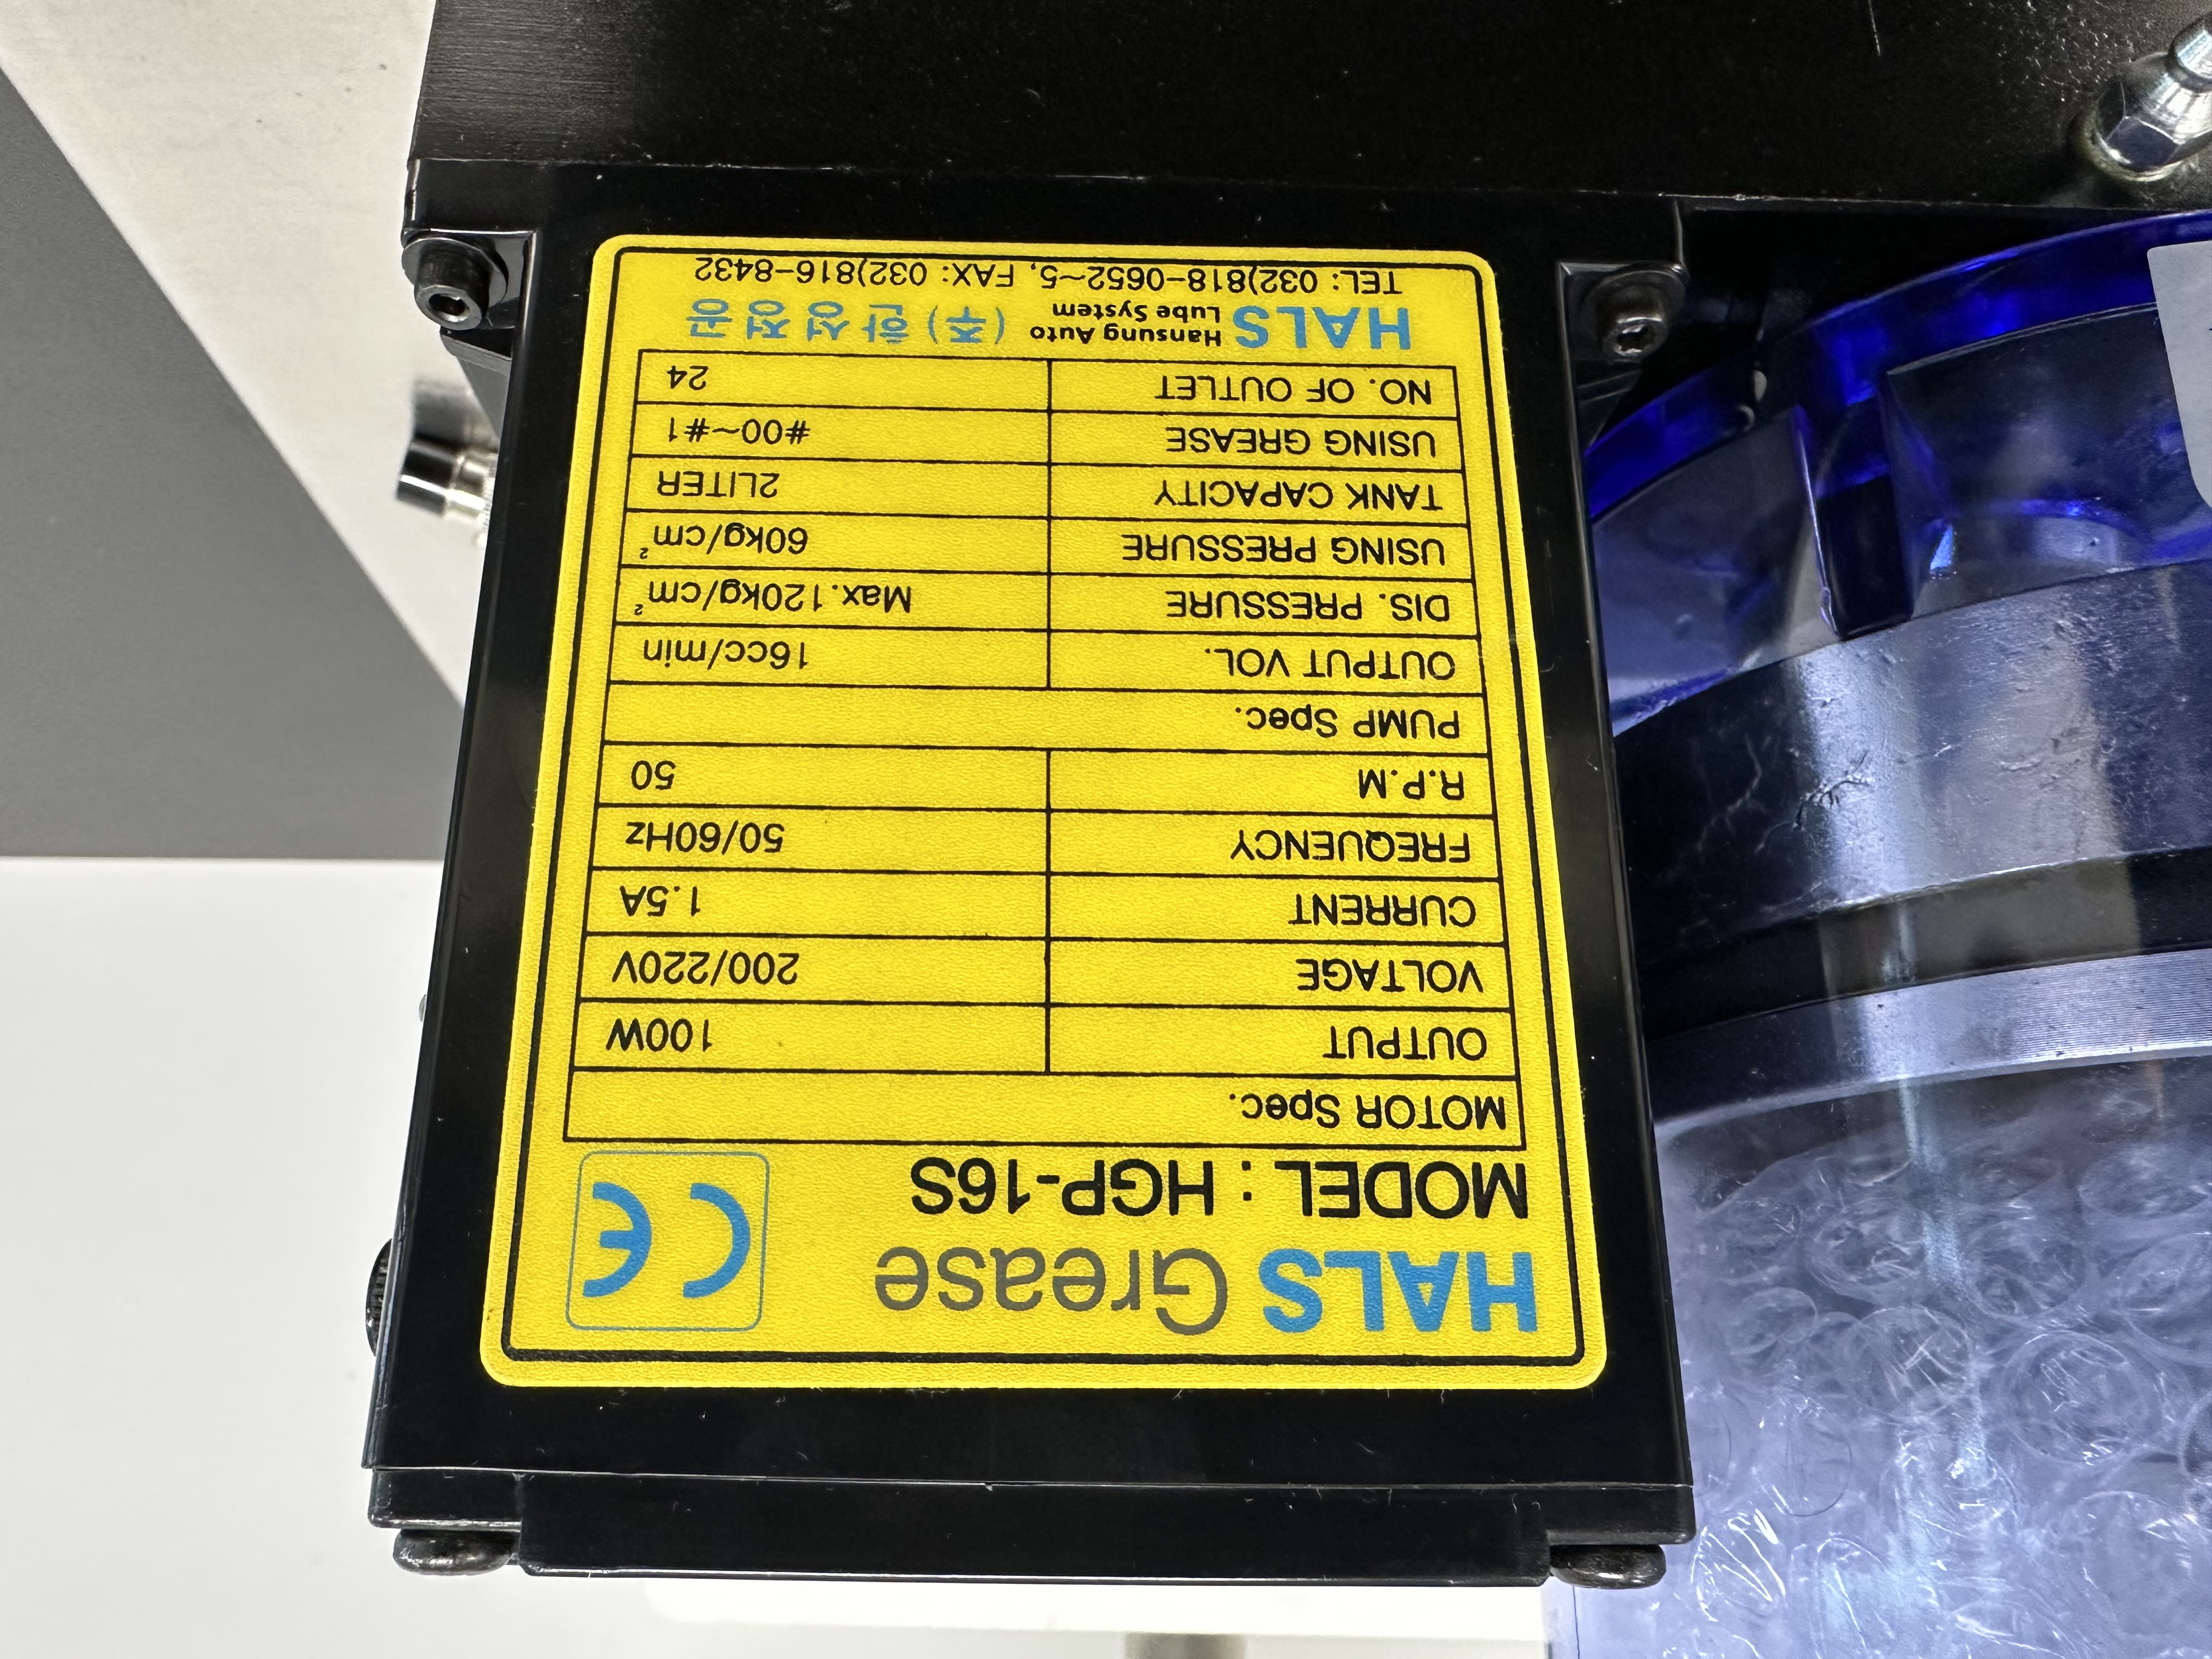 HALS Grease
CE
MODEL : HGP-16S
MOTOR Spec.
OUTPUT 100W
VOLTAGE 200/220V
CURRENT 1.5A
FREQUENCY 50/60Hz
R.P.M 50
PUMP Spec.
OUTPUT VOL. 16cc/min
DIS. PRESSURE Max.120kg/cm²
USING PRESSURE 60kg/cm²
TANK CAPACITY 2LITER
USING GREASE #00~#1
NO. OF OUTLET 24
HALS Hansung Auto Lube System (주)한성정공
TEL: 032)818-0652~5, FAX: 032)816-8432